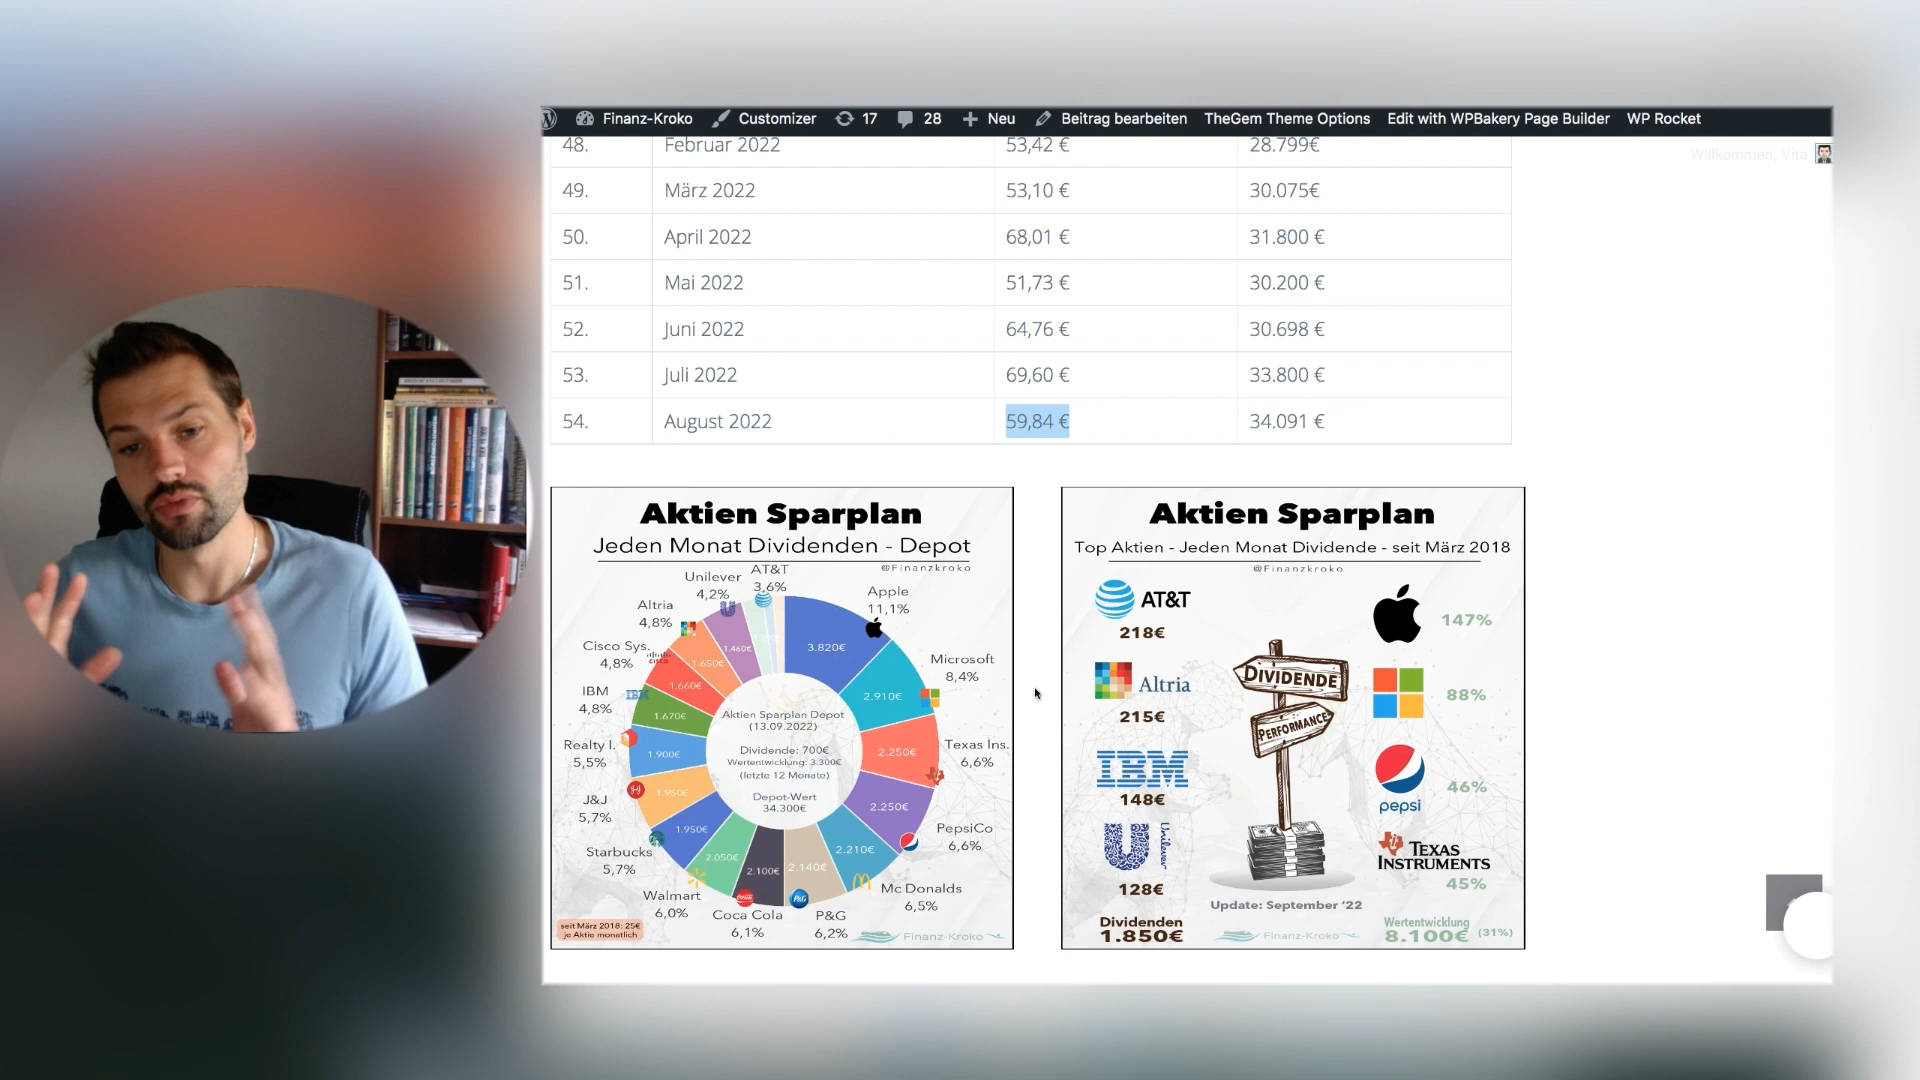 Finanz-Kroko Customizer 17 28 Neu Beitrag bearbeiten TheGem Theme Options Edit with WPBakery Page Builder WP Rocket
Willkommen, Vita
48. Februar 2022 53,42 € 28.799€
49. März 2022 53,10 € 30.075€
50. April 2022 68,01 € 31.800 €
51. Mai 2022 51,73 € 30.200 €
52. Juni 2022 64,76 € 30.698 €
53. Juli 2022 69,60 € 33.800 €
54. August 2022 59,84 € 34.091 €
Aktien Sparplan
Jeden Monat Dividenden - Depot
@Finanzkroko
AT&T
3,6%
Unilever
4,2%
Altria
4,8%
Cisco Sys.
4,8%
IBM
4,8%
Realty I.
5,5%
J&J
5,7%
Starbucks
5,7%
Walmart
6,0%
Coca Cola
6,1%
P&G
6,2%
Mc Donalds
6,5%
PepsiCo
6,6%
Texas Ins.
6,6%
Microsoft
8,4%
Apple
11,1%
3.820€
2.910€
2.250€
2.250€
2.210€
2.140€
2.100€
2.050€
1.950€
1.950€
1.900€
1.670€
1.660€
1.650€
1.460€
CISCO
IBM
P&G
Aktien Sparplan Depot
(13.09.2022)
Dividende: 700€
Wertentwicklung: 3.300€
(letzte 12 Monate)
Depot-Wert
34.300€
seit März 2018: 25€
je Aktie monatlich
Finanz-Kroko
Aktien Sparplan
Top Aktien - Jeden Monat Dividende - seit März 2018
@Finanzkroko
AT&T
218€
Altria
215€
IBM
148€
Unilever
128€
Dividenden
1.850€
DIVIDENDE
PERFORMANCE
Update: September '22
Finanz-Kroko
147%
88%
pepsi
46%
TEXAS
INSTRUMENTS
45%
Wertentwicklung
8.100€ (31%)